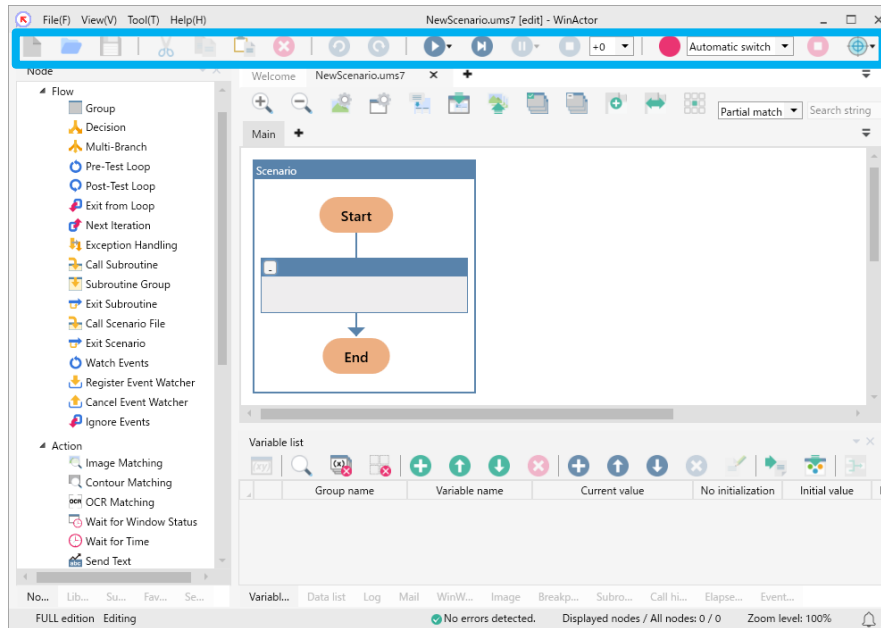 File(F) View(V) Tool(T) Help(H) NewScenario.ums7 [edit] - WinActor
+0 Automatic switch
Node
Flow
Group
Decision
Multi-Branch
Pre-Test Loop
Post-Test Loop
Exit from Loop
Next Iteration
Exception Handling
Call Subroutine
Subroutine Group
Exit Subroutine
Call Scenario File
Exit Scenario
Watch Events
Register Event Watcher
Cancel Event Watcher
Ignore Events
Action
Image Matching
Contour Matching
OCR OCR Matching
Wait for Window Status
Wait for Time
abc Send Text
No... Lib... Su... Fav... Se...
Welcome NewScenario.ums7
Partial match Search string
Main
Scenario
Start
End
Variable list
Group name Variable name Current value No initialization Initial value
Variabl... Data list Log Mail WinW... Image Breakp... Subro... Call hi... Elapse... Event...
FULL edition Editing No errors detected. Displayed nodes / All nodes: 0 / 0 Zoom level: 100%